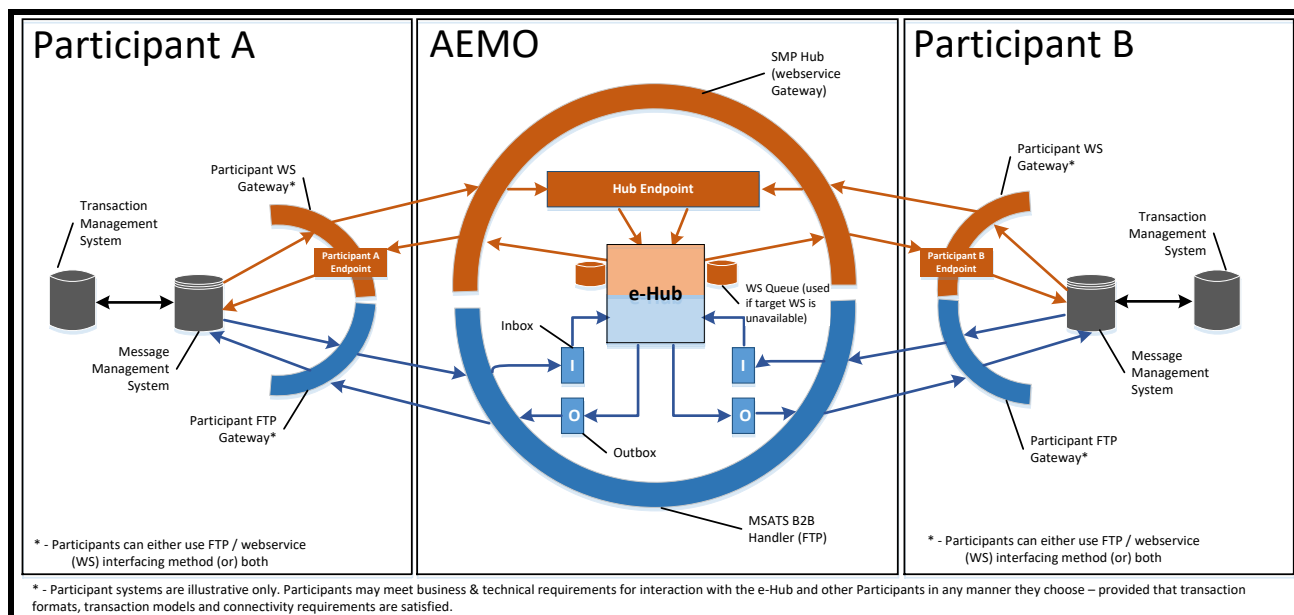 Participant A
AEMO
Participant B
SMP Hub
(webservice
Gateway)
Participant WS
Gateway*
Participant WS
Gateway*
Hub Endpoint
Transaction
Management
System
Transaction
Management
System
Participant A
Endpoint
Participant B
Endpoint
e-Hub
WS Queue (used
if target WS is
unavailable)
Inbox
I
I
Message
Management
System
Message
Management
System
O
O
Participant FTP
Gateway*
Outbox
Participant FTP
Gateway*
MSATS B2B
Handler (FTP)
* - Participants can either use FTP / webservice
(WS) interfacing method (or) both
* - Participants can either use FTP / webservice
(WS) interfacing method (or) both
* - Participant systems are illustrative only. Participants may meet business & technical requirements for interaction with the e-Hub and other Participants in any manner they choose – provided that transaction
formats, transaction models and connectivity requirements are satisfied.